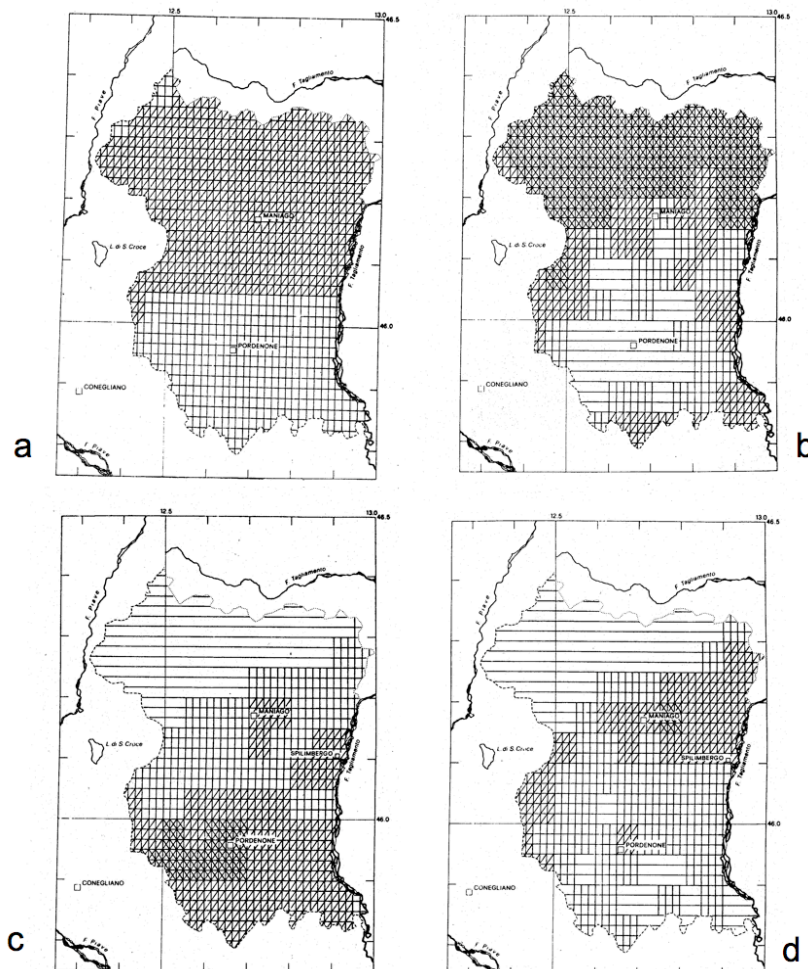 12.5
13.0
46.5
F. Piave
F. Tagliamento
MANIAGO
L. di S. Croce
F. Tagliamento
46.0
PORDENONE
CONEGLIANO
F. Piave
a
12.5
13.0
46.5
F. Piave
F. Tagliamento
MANIAGO
L. di S. Croce
F. Tagliamento
46.0
PORDENONE
CONEGLIANO
F. Piave
b
12.5
13.0
46.5
F. Piave
F. Tagliamento
MANIAGO
L. di S. Croce
SPILIMBERGO
F. Tagliamento
46.0
PORDENONE
CONEGLIANO
c
12.5
13.0
46.5
F. Piave
F. Tagliamento
MANIAGO
L. di S. Croce
SPILIMBERGO
F. Tagliamento
46.0
PORDENONE
CONEGLIANO
d